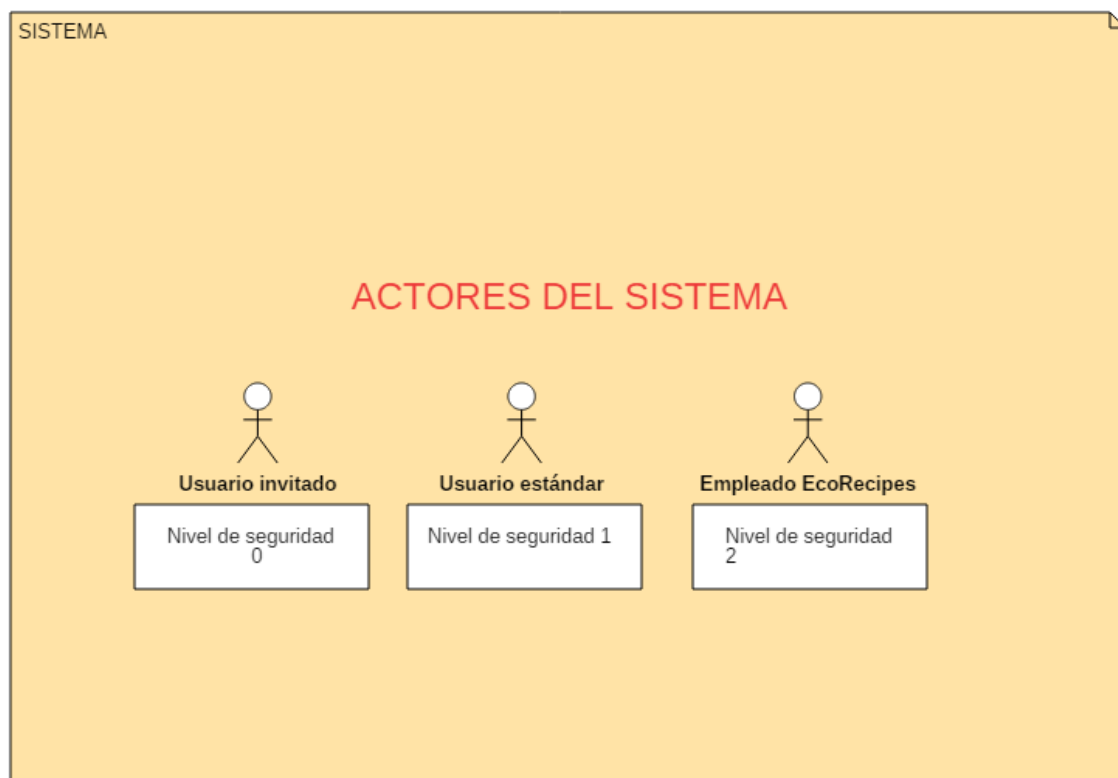 SISTEMA
ACTORES DEL SISTEMA
Usuario invitado
Usuario estándar
Empleado EcoRecipes
Nivel de seguridad
0
Nivel de seguridad 1
Nivel de seguridad
2